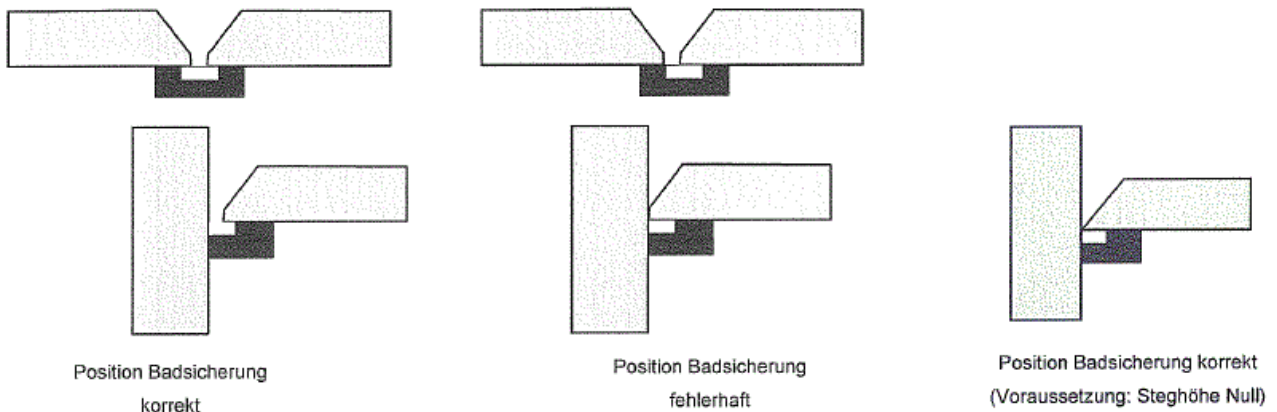 Position Badsicherung
korrekt
Position Badsicherung
fehlerhaft
Position Badsicherung korrekt
(Voraussetzung: Steghöhe Null)